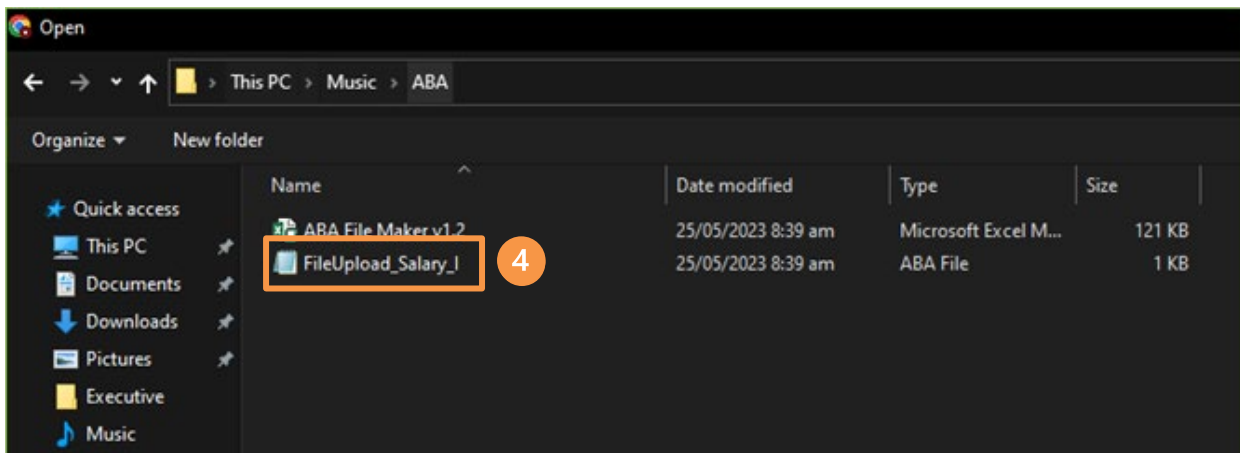 Open
This PC > Music > ABA
Organize New folder
Name Date modified Type Size
Quick access
ABA File Maker v1.2 25/05/2023 8:39 am Microsoft Excel M... 121 KB
This PC
FileUpload_Salary_I 4 25/05/2023 8:39 am ABA File 1 KB
Documents
Downloads
Pictures
Executive
Music